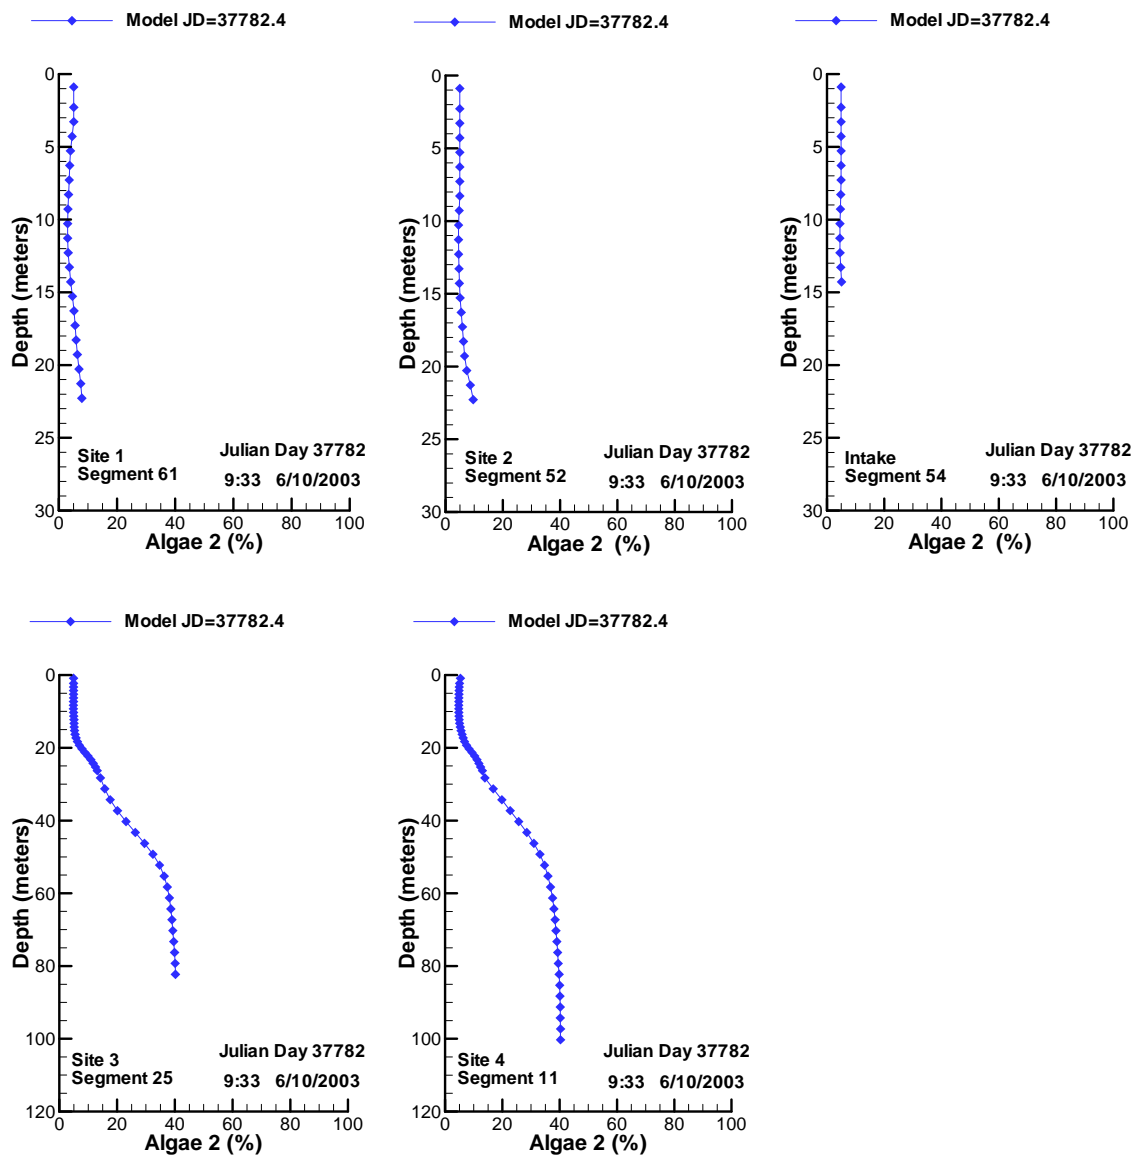 Model JD=37782.4
Model JD=37782.4
Model JD=37782.4
0
5
10
15
20
25
30
Depth (meters)
Site 1
Segment 61
Julian Day 37782
9:33 6/10/2003
0 20 40 60 80 100
Algae 2 (%)
0
5
10
15
20
25
30
Depth (meters)
Site 2
Segment 52
Julian Day 37782
9:33 6/10/2003
0 20 40 60 80 100
Algae 2 (%)
0
5
10
15
20
25
30
Depth (meters)
Intake
Segment 54
Julian Day 37782
9:33 6/10/2003
0 20 40 60 80 100
Algae 2 (%)
Model JD=37782.4
Model JD=37782.4
0
20
40
60
80
100
120
Depth (meters)
Site 3
Segment 25
Julian Day 37782
9:33 6/10/2003
0 20 40 60 80 100
Algae 2 (%)
0
20
40
60
80
100
120
Depth (meters)
Site 4
Segment 11
Julian Day 37782
9:33 6/10/2003
0 20 40 60 80 100
Algae 2 (%)